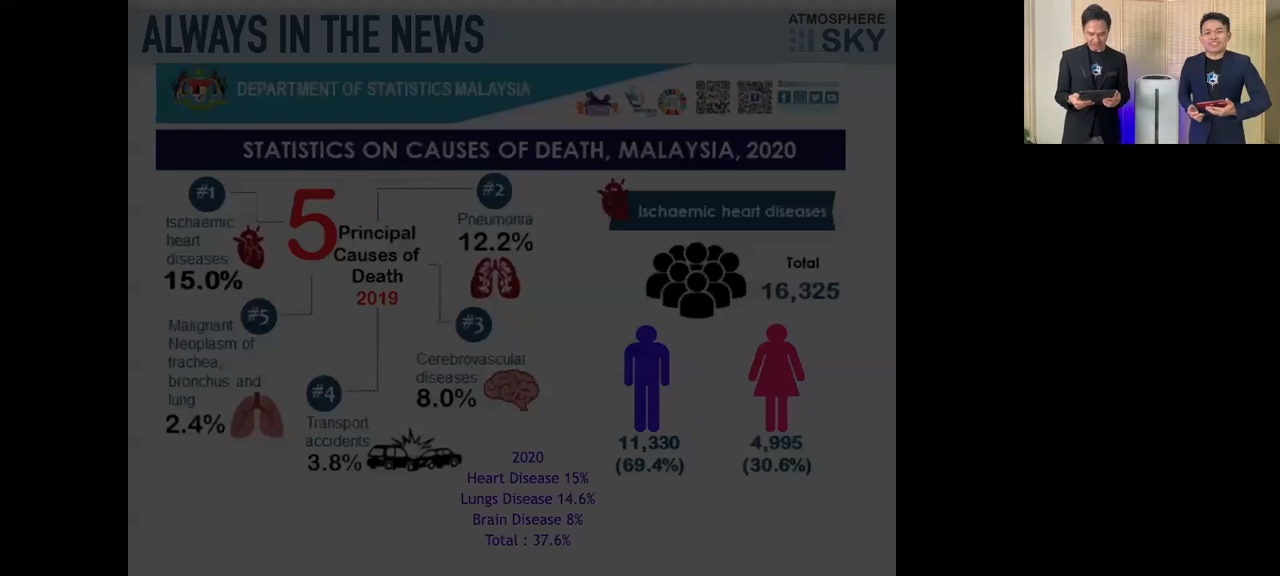 ALWAYS IN THE NEWS
ATMOSPHERE
SKY
DEPARTMENT OF STATISTICS MALAYSIA
STATISTICS ON CAUSES OF DEATH, MALAYSIA, 2020
#1
Ischaemic
heart
diseases
15.0%
5
Principal
Causes of
Death
2019
#2
Pneumonia
12.2%
#3
Cerebrovascular
diseases
8.0%
#4
Transport
accidents
3.8%
#5
Malignant
Neoplasm of
trachea,
bronchus and
lung
2.4%
Ischaemic heart diseases
Total
16,325
11,330
(69.4%)
4,995
(30.6%)
2020
Heart Disease 15%
Lungs Disease 14.6%
Brain Disease 8%
Total : 37.6%